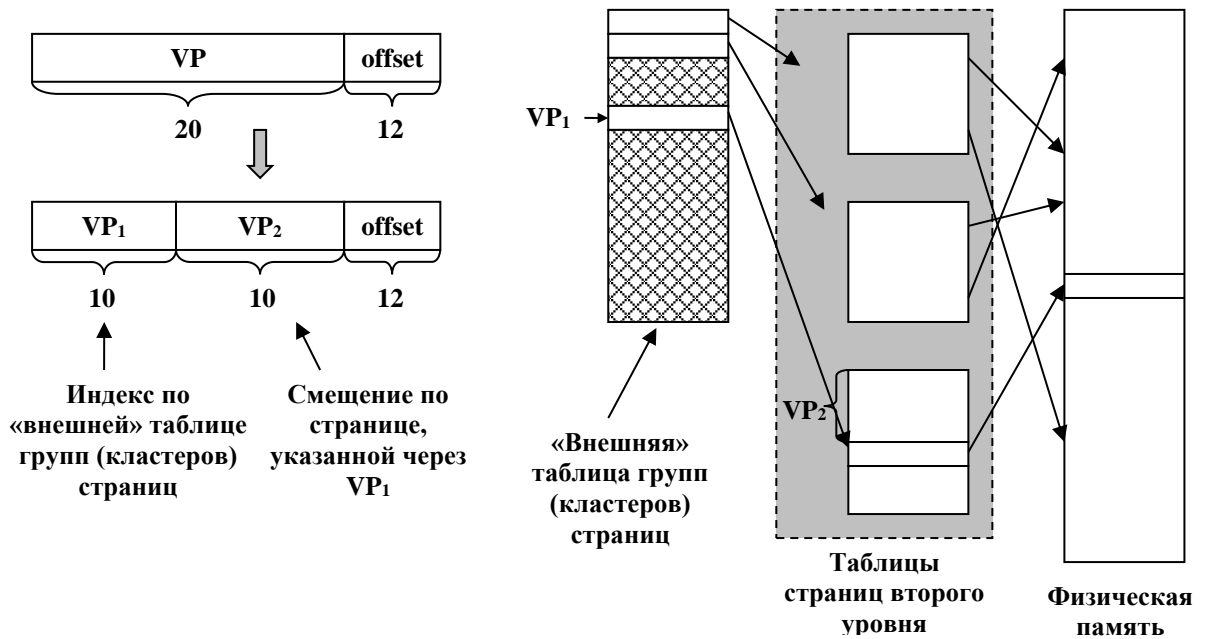 VP offset
20 12
VP₁ VP₂ offset
10 10 12
Индекс по
«внешней» таблице
групп (кластеров)
страниц
Смещение по
странице,
указанной через
VP₁
VP₁
«Внешняя»
таблица групп
(кластеров)
страниц
VP₂
Таблицы
страниц второго
уровня
Физическая
память